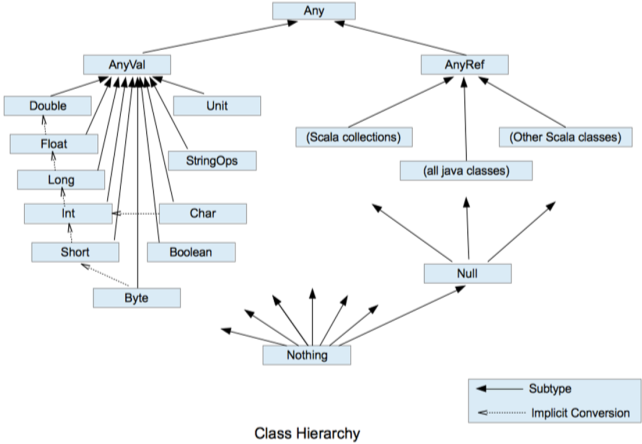 Any
AnyVal
AnyRef
Double
Unit
Float
(Scala collections)
(Other Scala classes)
StringOps
(all java classes)
Long
Int
Char
Short
Boolean
Null
Byte
Nothing
Subtype
Implicit Conversion
Class Hierarchy